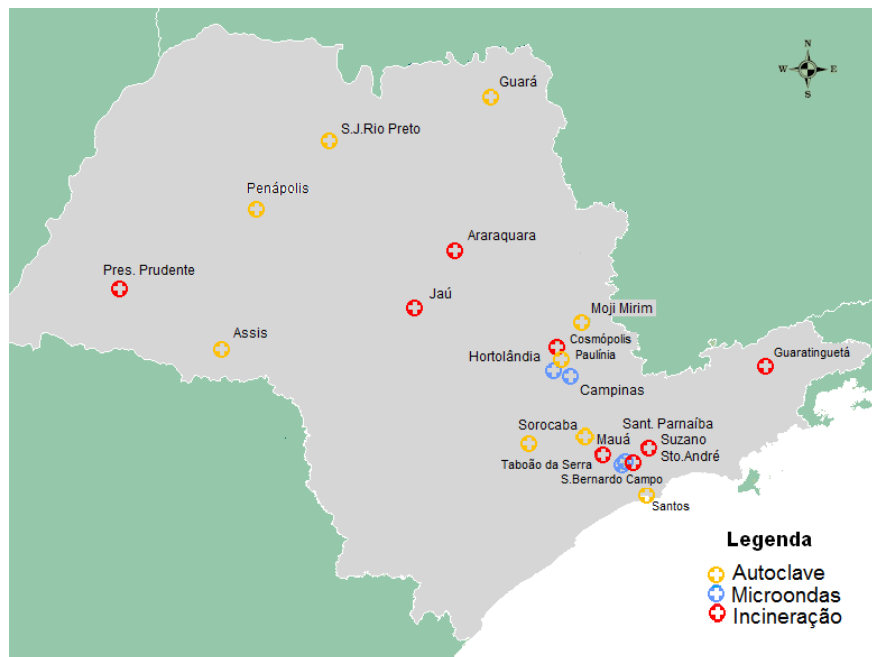 N
W
E
S
Guará
S.J.Rio Preto
Penápolis
Araraquara
Pres. Prudente
Jaú
Moji Mirim
Assis
Cosmópolis
Hortolândia
Paulínia
Guaratinguetá
Campinas
Sorocaba
Sant. Parnaíba
Mauá
Suzano
Taboão da Serra
Sto.André
S.Bernardo Campo
Santos
Legenda
Autoclave
Microondas
Incineração